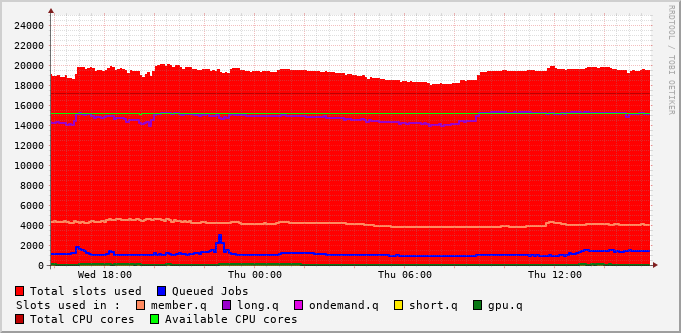 24000
22000
20000
18000
16000
14000
12000
10000
8000
6000
4000
2000
0
Wed 18:00 Thu 00:00 Thu 06:00 Thu 12:00
RRDTOOL / TOBI OETIKER
Total slots used Queued Jobs
Slots used in : member.q long.q ondemand.q short.q gpu.q
Total CPU cores Available CPU cores